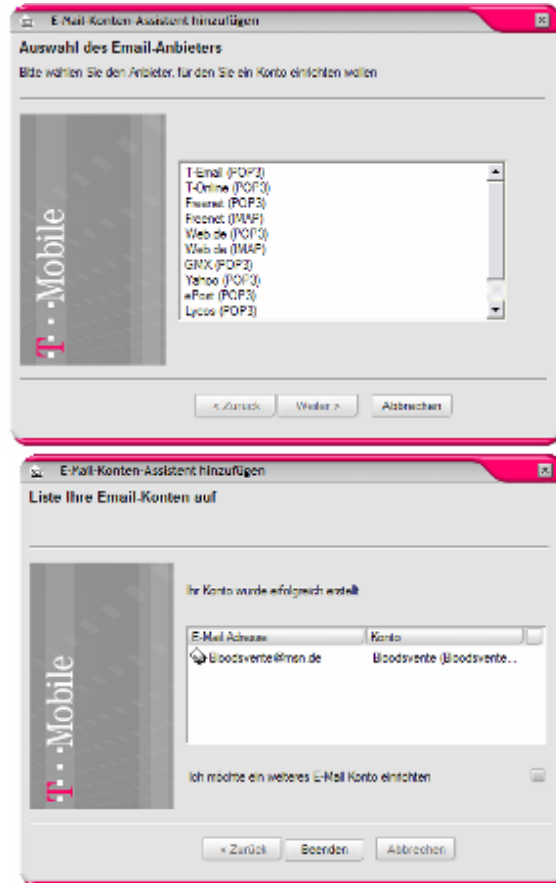 E-Mail-Konten-Assistent hinzufügen
Auswahl des Email-Anbieters
Bitte wählen Sie den Anbieter, für den Sie ein Konto einrichten wollen
T-Email (POP3)
T-Online (POP3)
Freenet (POP3)
Freenet (IMAP)
Web de (POP3)
Web de (IMAP)
GMX (POP3)
Yahoo (POP3)
ePost (POP3)
Lycos (POP3)
T··Mobile
< Zurück Weiter > Abbrechen
E-Mail-Konten-Assistent hinzufügen
Liste Ihre Email-Konten auf
Ihr Konto wurde erfolgreich erstellt
E-Mail Adresse Konto
Bloodsvente@msn.de Bloodsvente (Bloodsvente...
T··Mobile
Ich möchte ein weiteres E-Mail Konto einrichten
< Zurück Beenden Abbrechen